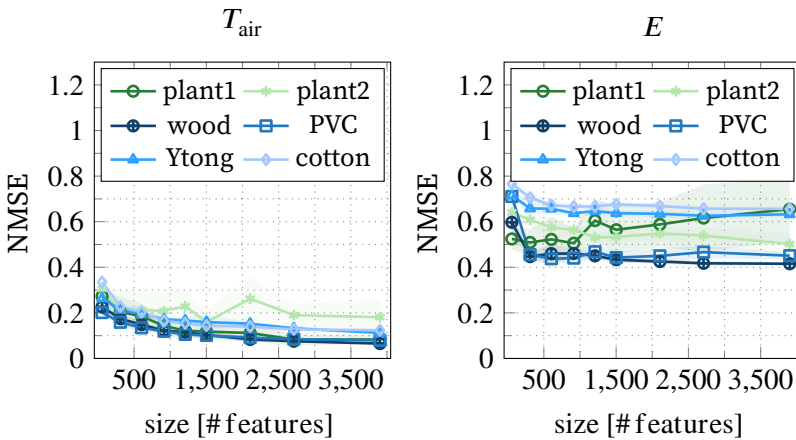 T_air
E
1.2
1
0.8
0.6
0.4
0.2
0
NMSE
plant1 plant2
wood PVC
Ytong cotton
500 1,500 2,500 3,500
size [# features]
1.2
1
0.8
0.6
0.4
0.2
0
NMSE
plant1 plant2
wood PVC
Ytong cotton
500 1,500 2,500 3,500
size [# features]